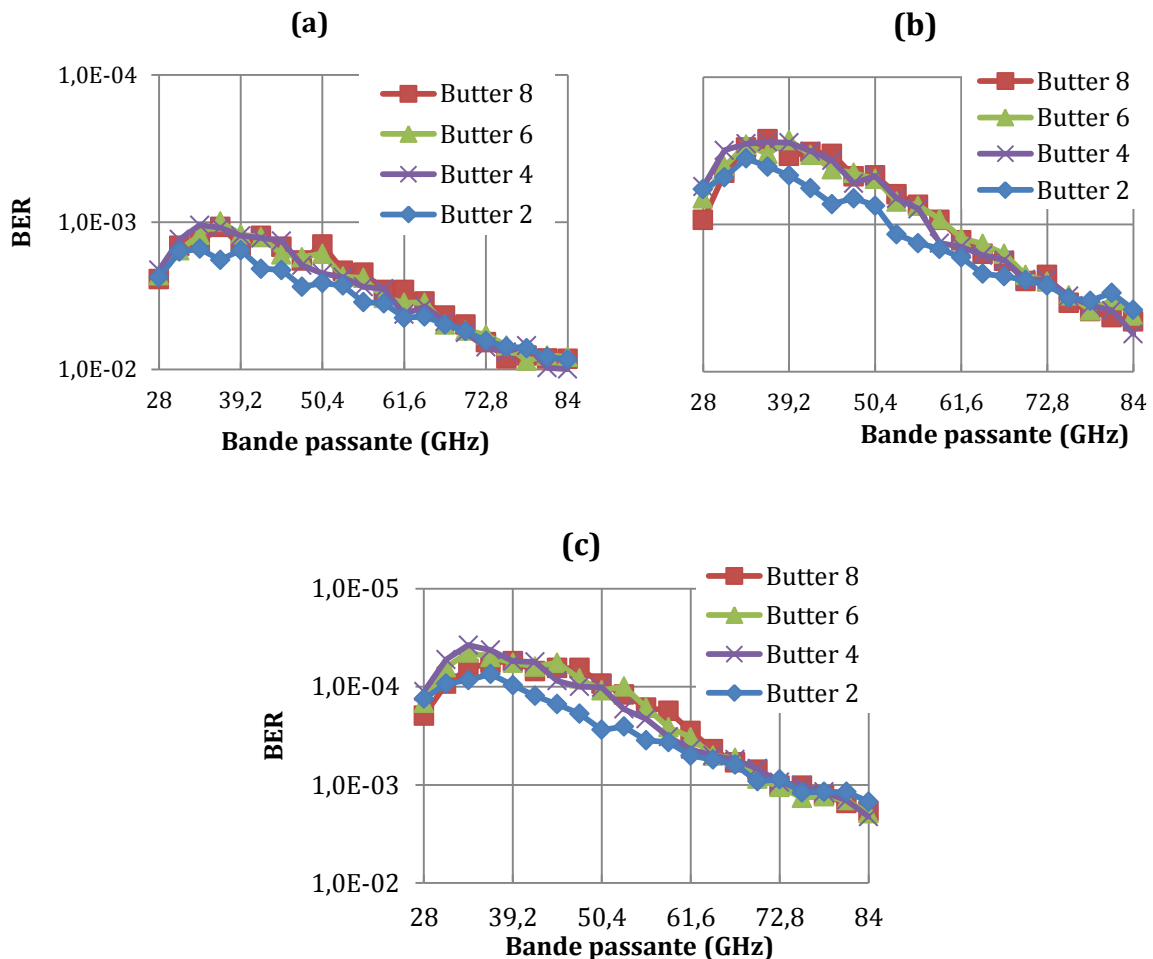 (a)
1,0E-04
1,0E-03
1,0E-02
BER
Butter 8
Butter 6
Butter 4
Butter 2
28 39,2 50,4 61,6 72,8 84
Bande passante (GHz)
(b)
Butter 8
Butter 6
Butter 4
Butter 2
28 39,2 50,4 61,6 72,8 84
Bande passante (GHz)
(c)
1,0E-05
1,0E-04
1,0E-03
1,0E-02
BER
Butter 8
Butter 6
Butter 4
Butter 2
28 39,2 50,4 61,6 72,8 84
Bande passante (GHz)